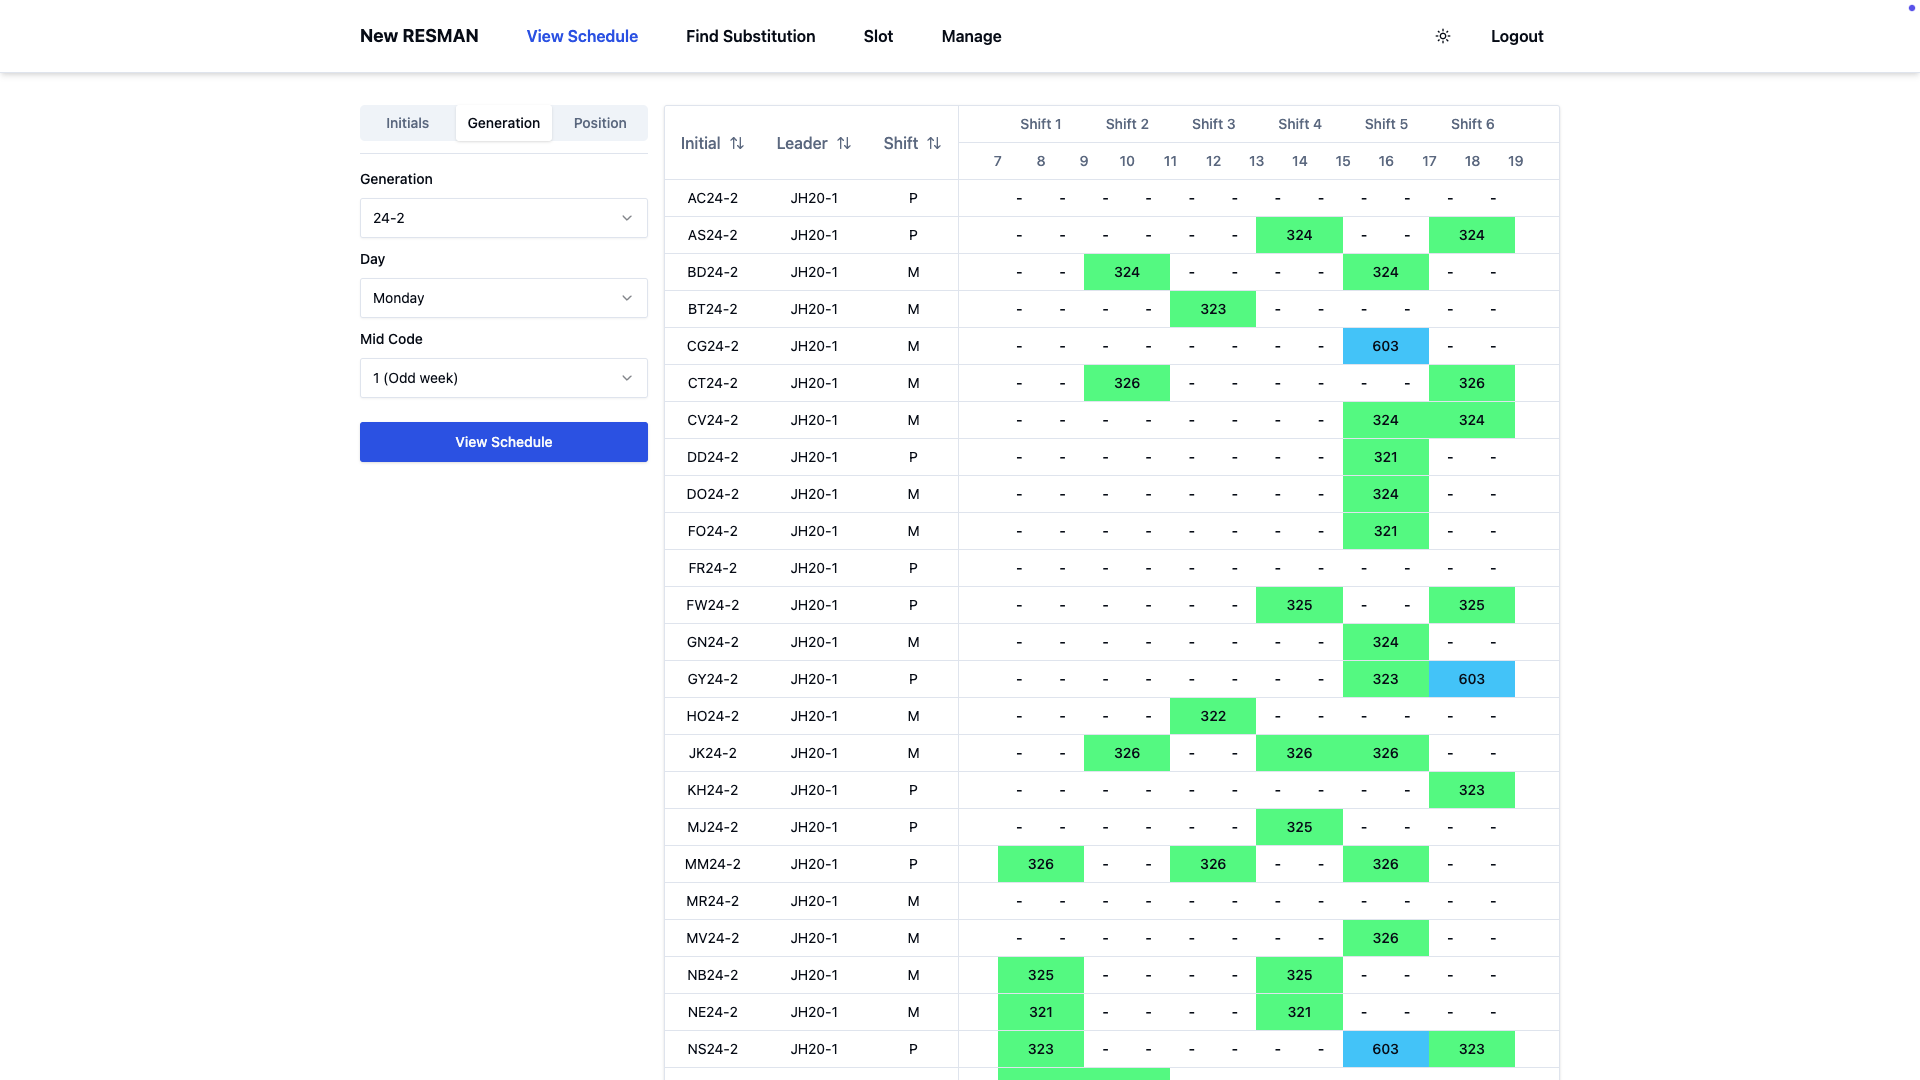 New RESMAN View Schedule Find Substitution Slot Manage Logout
Initials Generation Position
Generation
24-2
Day
Monday
Mid Code
1 (Odd week)
View Schedule
Initial Leader Shift Shift 1 Shift 2 Shift 3 Shift 4 Shift 5 Shift 6
7 8 9 10 11 12 13 14 15 16 17 18 19
AC24-2 JH20-1 P - - - - - - - - - - - -
AS24-2 JH20-1 P - - - - - - 324 - - 324
BD24-2 JH20-1 M - - 324 - - - - 324 - -
BT24-2 JH20-1 M - - - - 323 - - - - - -
CG24-2 JH20-1 M - - - - - - - - 603 - -
CT24-2 JH20-1 M - - 326 - - - - - - 326
CV24-2 JH20-1 M - - - - - - - - 324 324
DD24-2 JH20-1 P - - - - - - - - 321 - -
DO24-2 JH20-1 M - - - - - - - - 324 - -
FO24-2 JH20-1 M - - - - - - - - 321 - -
FR24-2 JH20-1 P - - - - - - - - - - - -
FW24-2 JH20-1 P - - - - - - 325 - - 325
GN24-2 JH20-1 M - - - - - - - - 324 - -
GY24-2 JH20-1 P - - - - - - - - 323 603
HO24-2 JH20-1 M - - - - 322 - - - - - -
JK24-2 JH20-1 M - - 326 - - 326 326 - -
KH24-2 JH20-1 P - - - - - - - - - - 323
MJ24-2 JH20-1 P - - - - - - 325 - - - -
MM24-2 JH20-1 P 326 - - 326 - - 326 - -
MR24-2 JH20-1 M - - - - - - - - - - - -
MV24-2 JH20-1 M - - - - - - - - 326 - -
NB24-2 JH20-1 M 325 - - - - 325 - - - -
NE24-2 JH20-1 M 321 - - - - 321 - - - -
NS24-2 JH20-1 P 323 - - - - - - 603 323